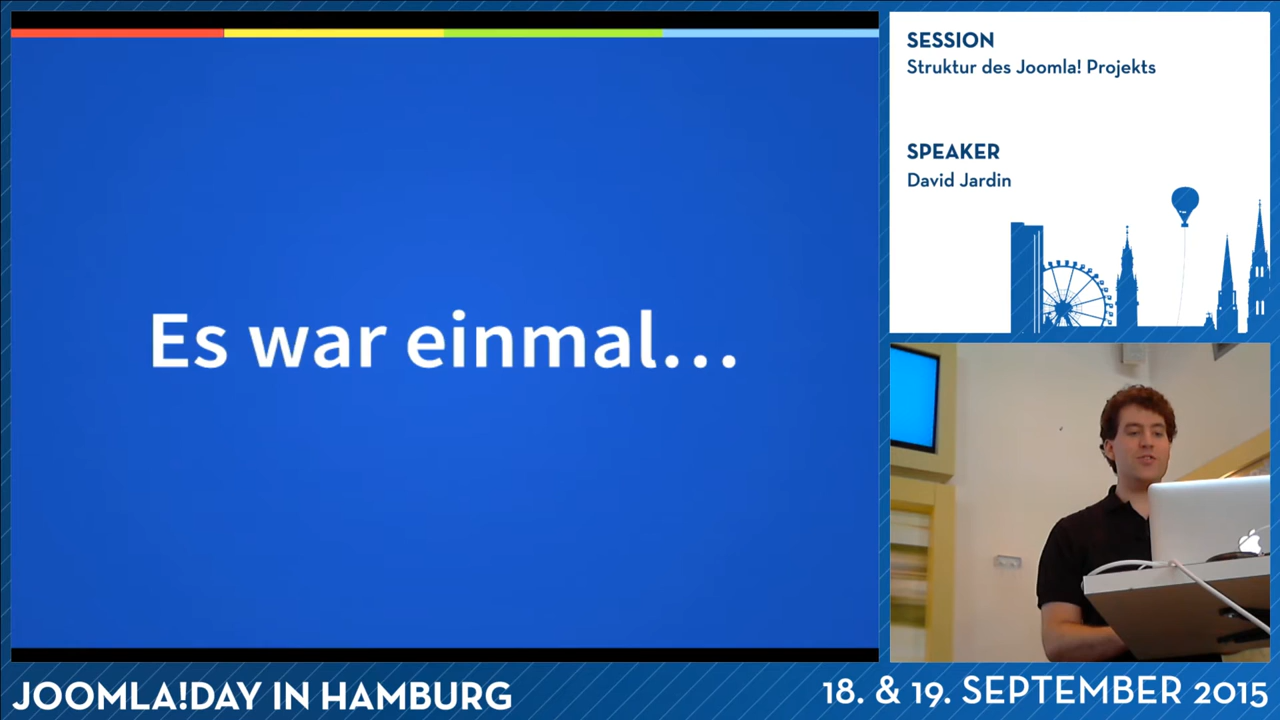 Es war einmal...
SESSION
Struktur des Joomla! Projekts
SPEAKER
David Jardin
JOOMLA!DAY IN HAMBURG
18. & 19. SEPTEMBER 2015